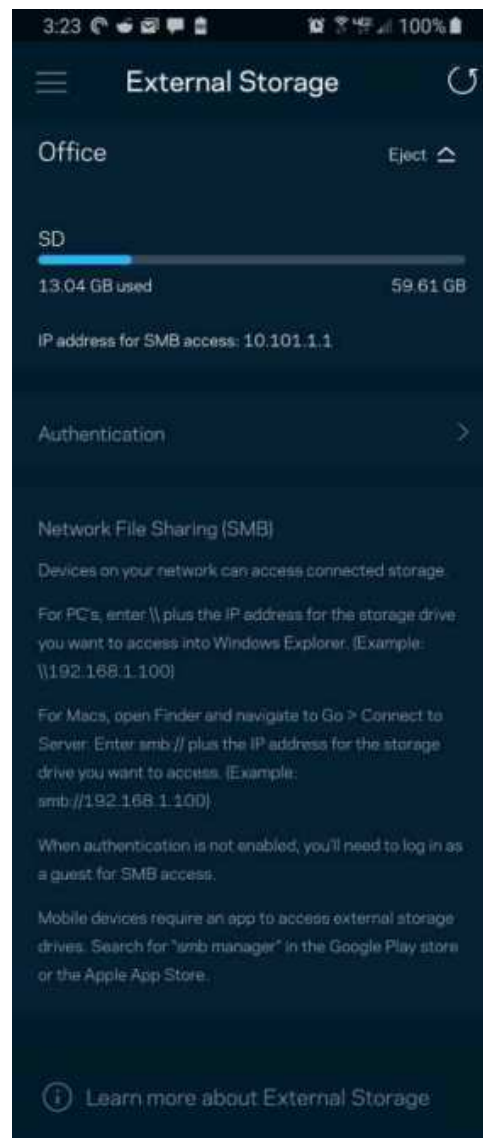 3:23 100%
External Storage
Office Eject
SD
13.04 GB used 59.61 GB
IP address for SMB access: 10.101.1.1
Authentication
Network File Sharing (SMB)
Devices on your network can access connected storage.
For PC's, enter \\ plus the IP address for the storage drive
you want to access into Windows Explorer. (Example:
\\192.168.1.100)
For Macs, open Finder and navigate to Go > Connect to
Server. Enter smb:// plus the IP address for the storage
drive you want to access. (Example:
smb://192.168.1.100)
When authentication is not enabled, you'll need to log in as
a guest for SMB access.
Mobile devices require an app to access external storage
drives. Search for "smb manager" in the Google Play store
or the Apple App Store.
Learn more about External Storage